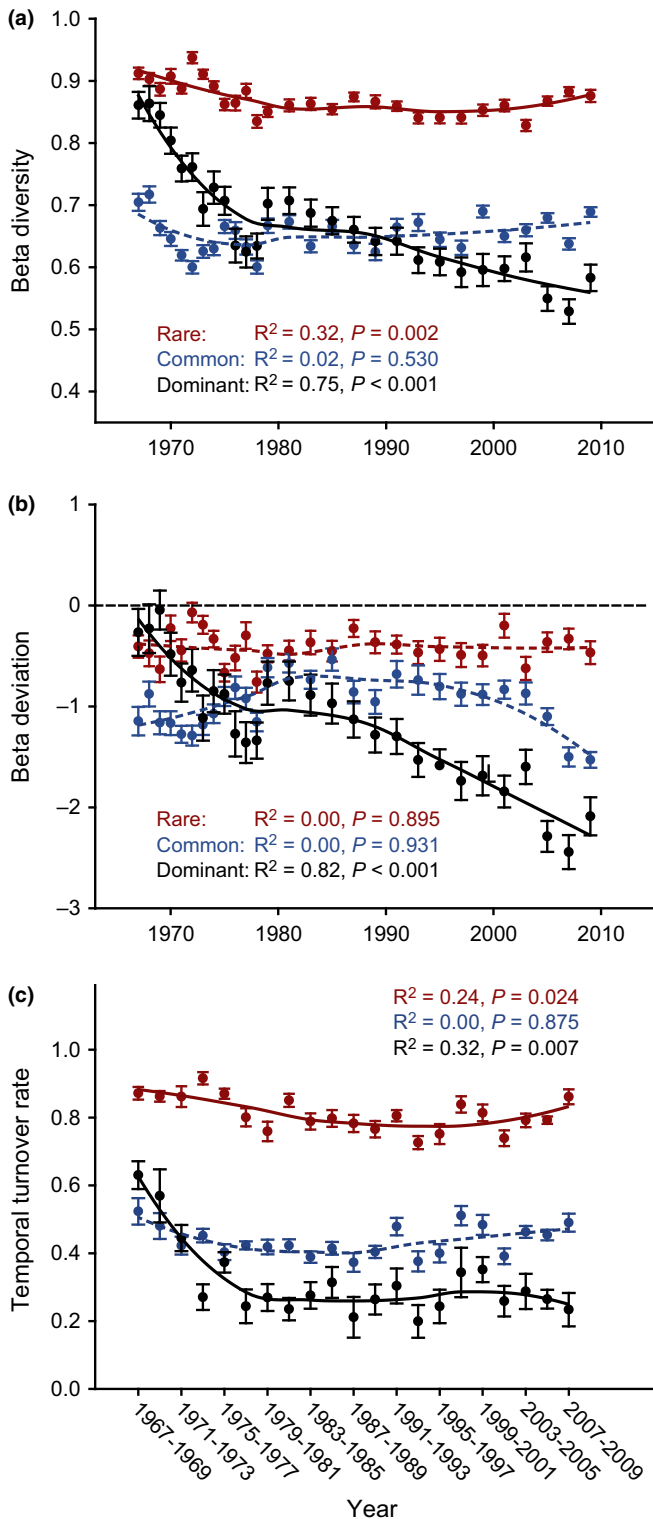 (a)
1.0
0.9
0.8
0.7
0.6
0.5
0.4
Beta diversity
Rare: R² = 0.32, P = 0.002
Common: R² = 0.02, P = 0.530
Dominant: R² = 0.75, P < 0.001
1970 1980 1990 2000 2010
(b)
1
0
–1
–2
–3
Beta deviation
Rare: R² = 0.00, P = 0.895
Common: R² = 0.00, P = 0.931
Dominant: R² = 0.82, P < 0.001
1970 1980 1990 2000 2010
(c)
R² = 0.24, P = 0.024
R² = 0.00, P = 0.875
R² = 0.32, P = 0.007
1.0
0.8
0.6
0.4
0.2
0.0
Temporal turnover rate
1967-1969
1971-1973
1975-1977
1979-1981
1983-1985
1987-1989
1991-1993
1995-1997
1999-2001
2003-2005
2007-2009
Year